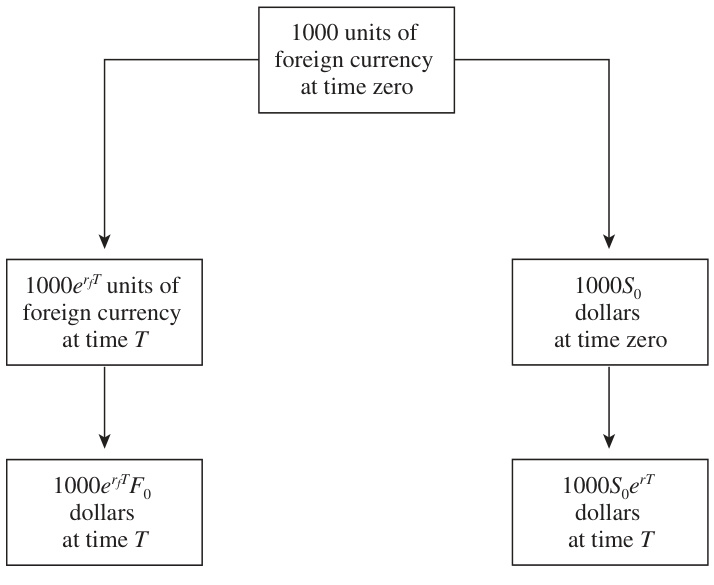 1000 units of
foreign currency
at time zero
1000e^{r_f T} units of
foreign currency
at time T
1000S_0
dollars
at time zero
1000e^{r_f T}F_0
dollars
at time T
1000S_0e^{rT}
dollars
at time T